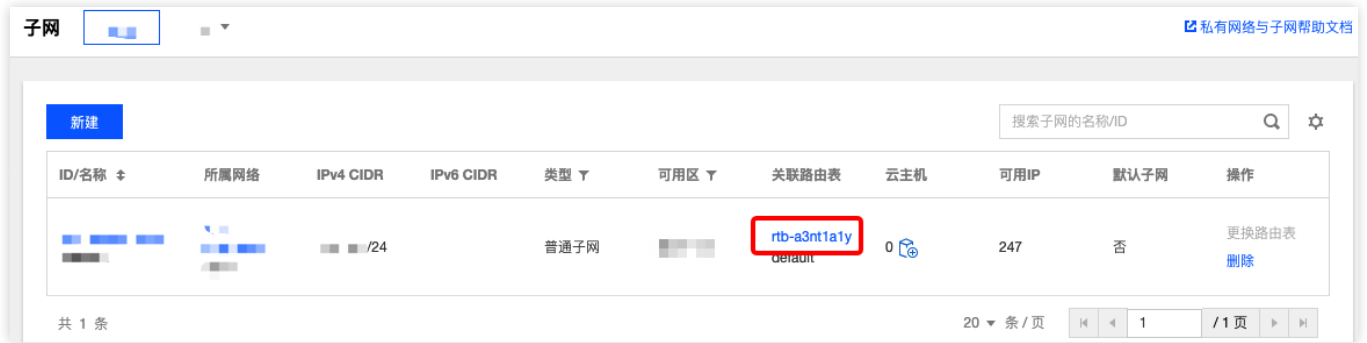 子网
私有网络与子网帮助文档
新建
搜索子网的名称/ID
ID/名称 所属网络 IPv4 CIDR IPv6 CIDR 类型 可用区 关联路由表 云主机 可用IP 默认子网 操作
/24 普通子网 rtb-a3nt1a1y 0 247 否 更换路由表
default 删除
共 1 条 20 条 / 页 1 / 1 页